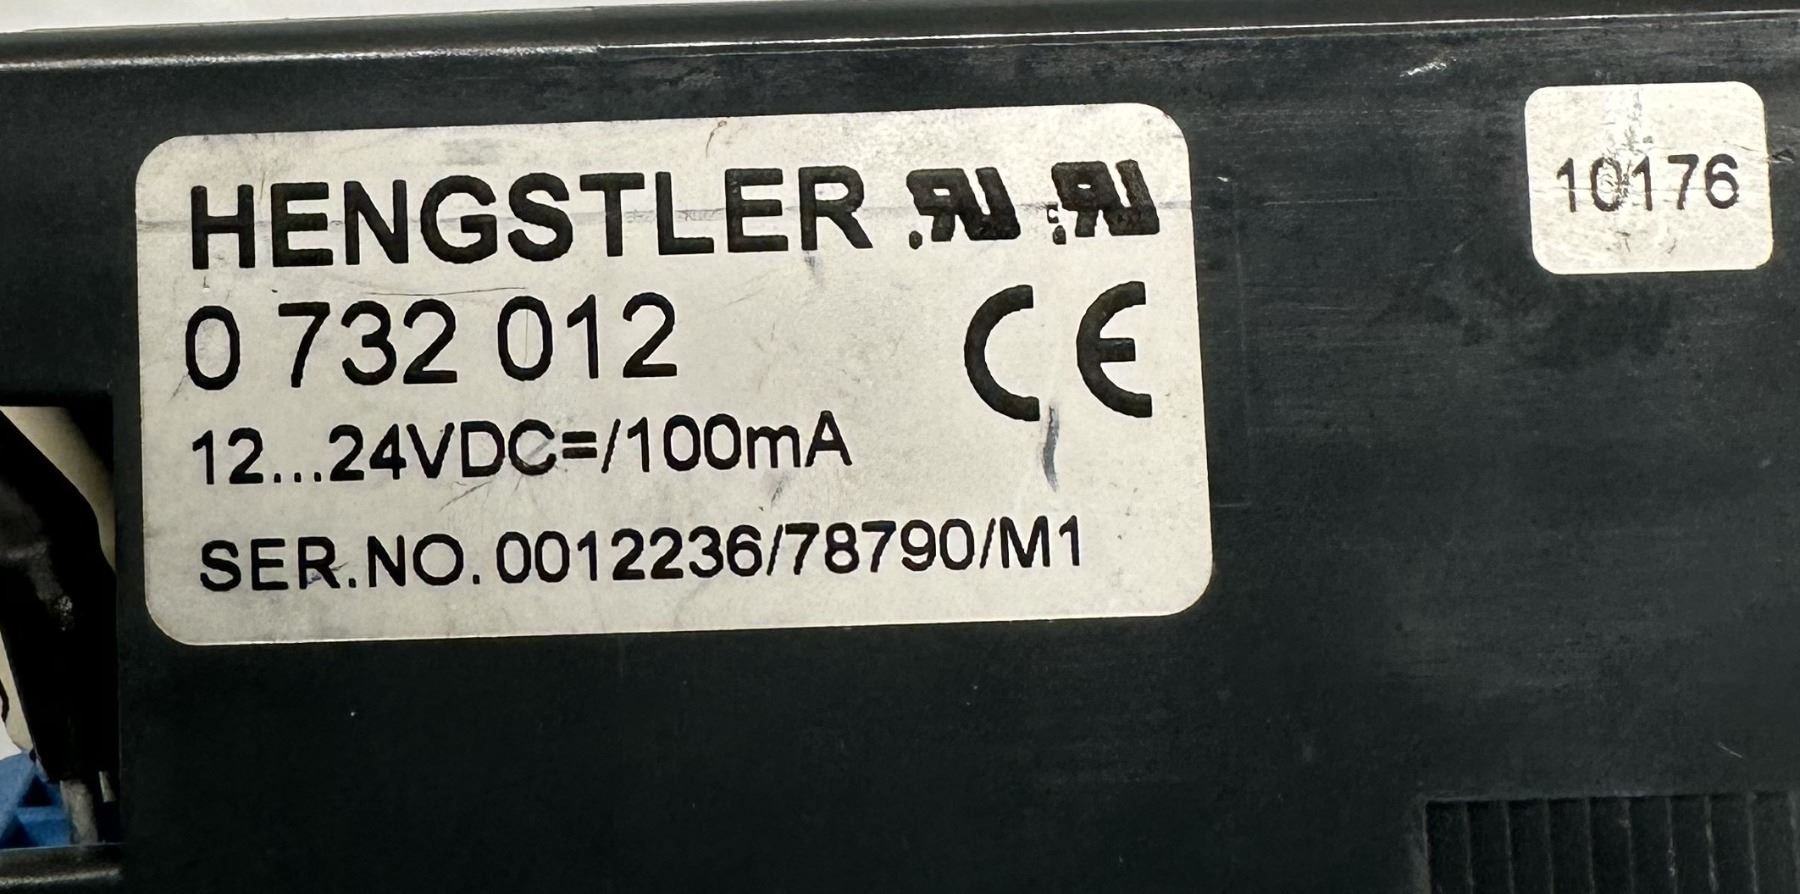 HENGSTLER
0 732 012
CE
12...24VDC=/100mA
SER.NO.0012236/78790/M1
10176